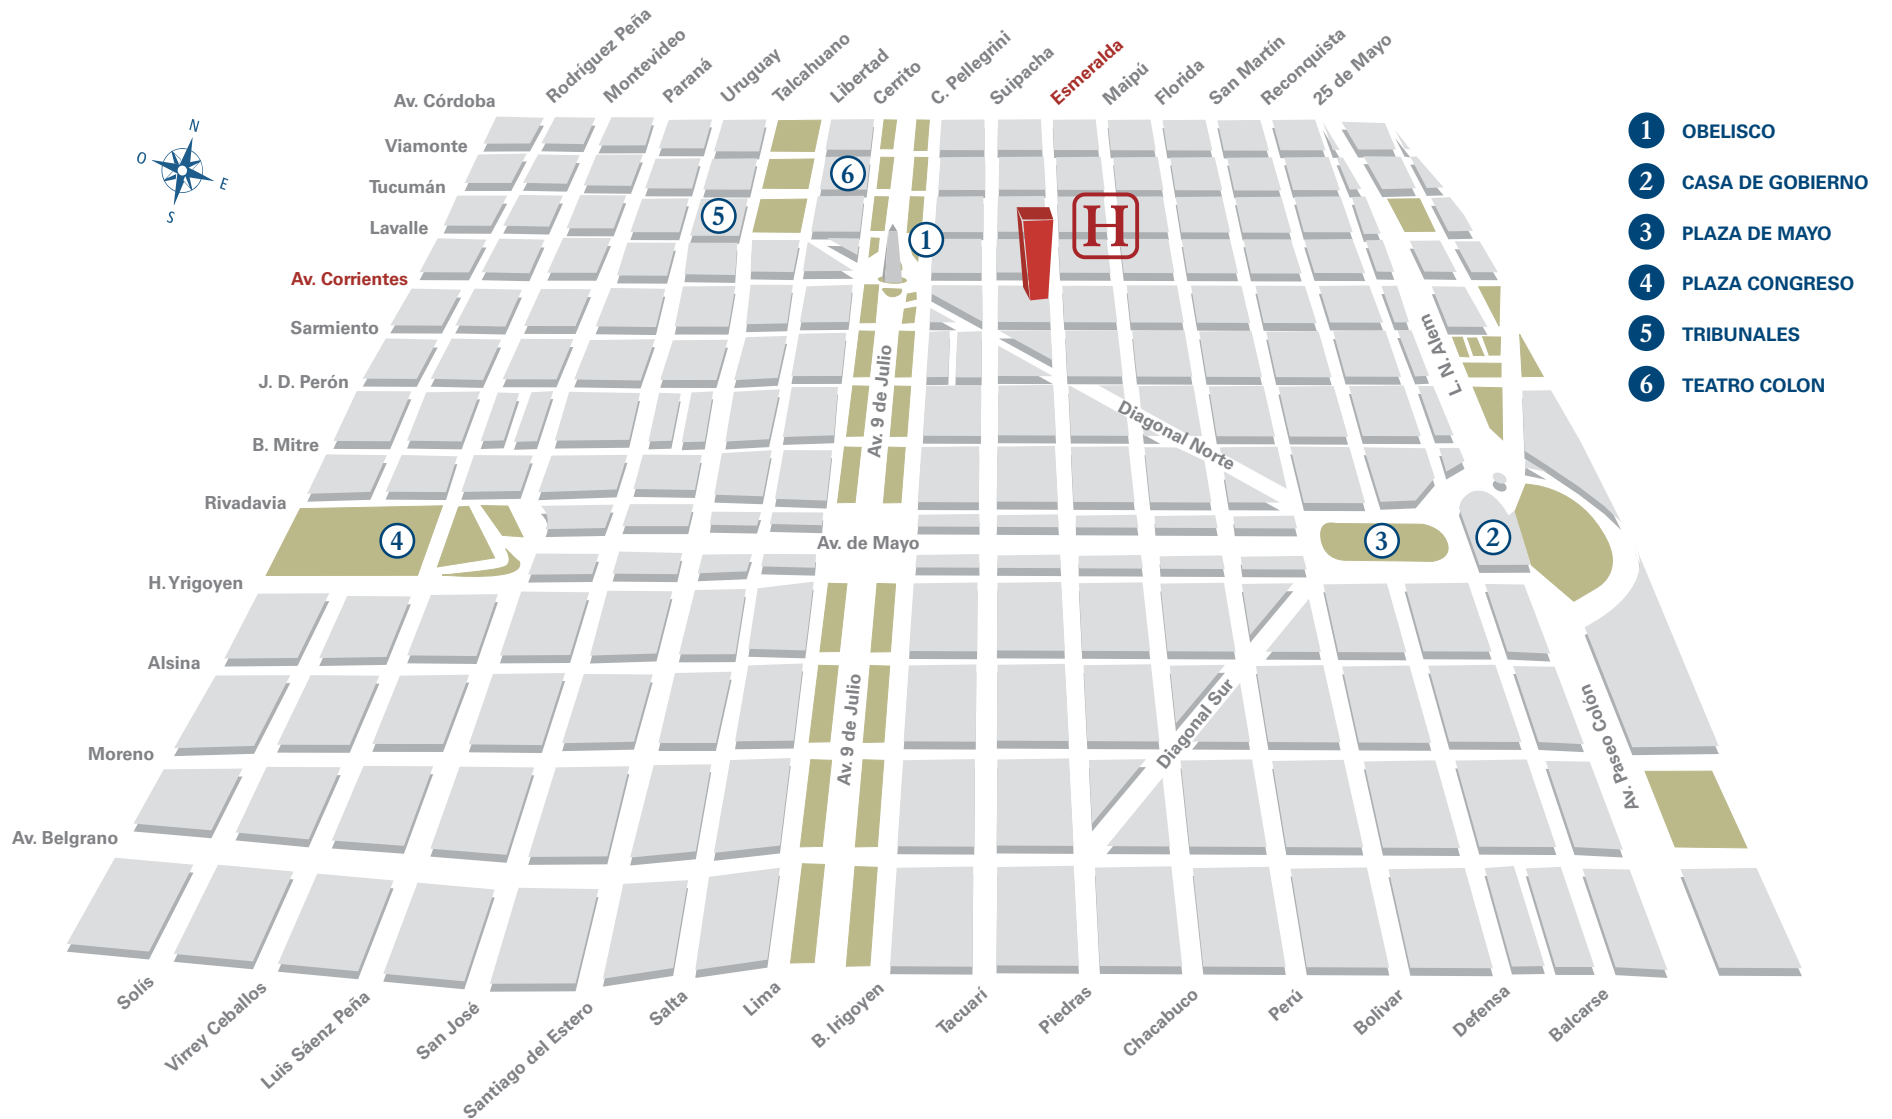 Rodríguez Peña
Montevideo
Paraná
Uruguay
Talcahuano
Libertad
Cerrito
C. Pellegrini
Suipacha
Esmeralda
Maipú
Florida
San Martín
Reconquista
25 de Mayo
Av. Córdoba
Viamonte
Tucumán
Lavalle
Av. Corrientes
Sarmiento
J. D. Perón
B. Mitre
Rivadavia
H. Yrigoyen
Alsina
Moreno
Av. Belgrano
N
O
E
S
6
5
1
H
Av. 9 de Julio
Diagonal Norte
L. N. Alem
4
Av. de Mayo
3
2
Av. 9 de Julio
Diagonal Sur
Av. Paseo Colón
Solís
Virrey Ceballos
Luis Sáenz Peña
San José
Santiago del Estero
Salta
Lima
B. Irigoyen
Tacuarí
Piedras
Chacabuco
Perú
Bolivar
Defensa
Balcarse
1 OBELISCO
2 CASA DE GOBIERNO
3 PLAZA DE MAYO
4 PLAZA CONGRESO
5 TRIBUNALES
6 TEATRO COLON